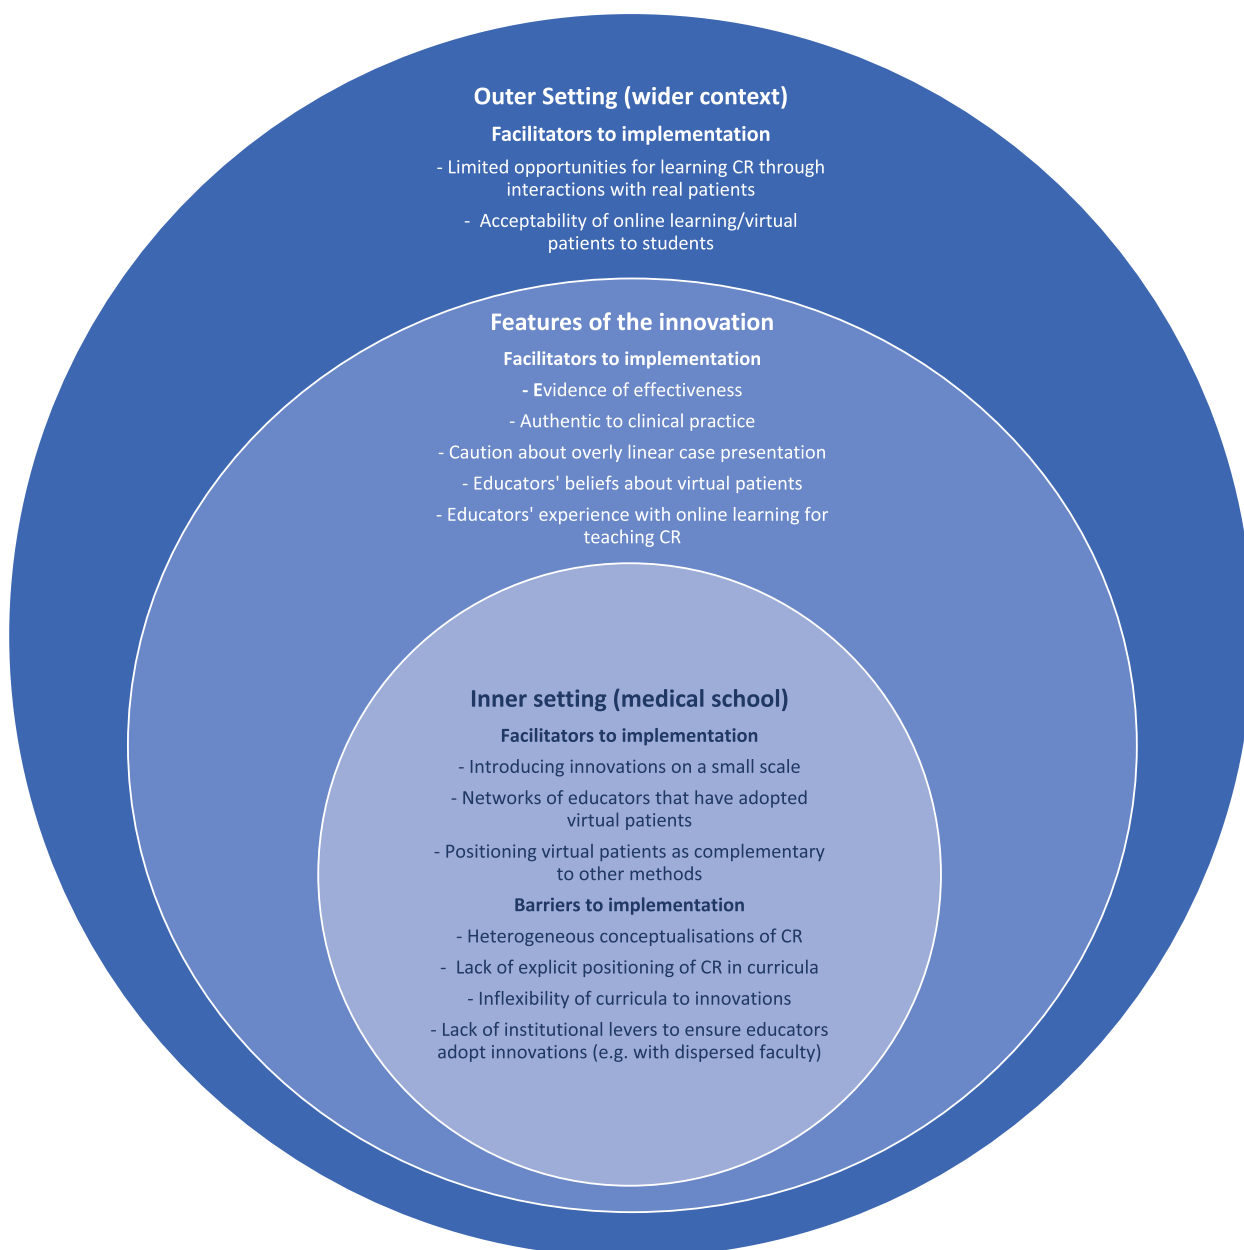 Outer Setting (wider context)
Facilitators to implementation
- Limited opportunities for learning CR through
interactions with real patients
- Acceptability of online learning/virtual
patients to students
Features of the innovation
Facilitators to implementation
- Evidence of effectiveness
- Authentic to clinical practice
- Caution about overly linear case presentation
- Educators' beliefs about virtual patients
- Educators' experience with online learning for
teaching CR
Inner setting (medical school)
Facilitators to implementation
- Introducing innovations on a small scale
- Networks of educators that have adopted
virtual patients
- Positioning virtual patients as complementary
to other methods
Barriers to implementation
- Heterogeneous conceptualisations of CR
- Lack of explicit positioning of CR in curricula
- Inflexibility of curricula to innovations
- Lack of institutional levers to ensure educators
adopt innovations (e.g. with dispersed faculty)